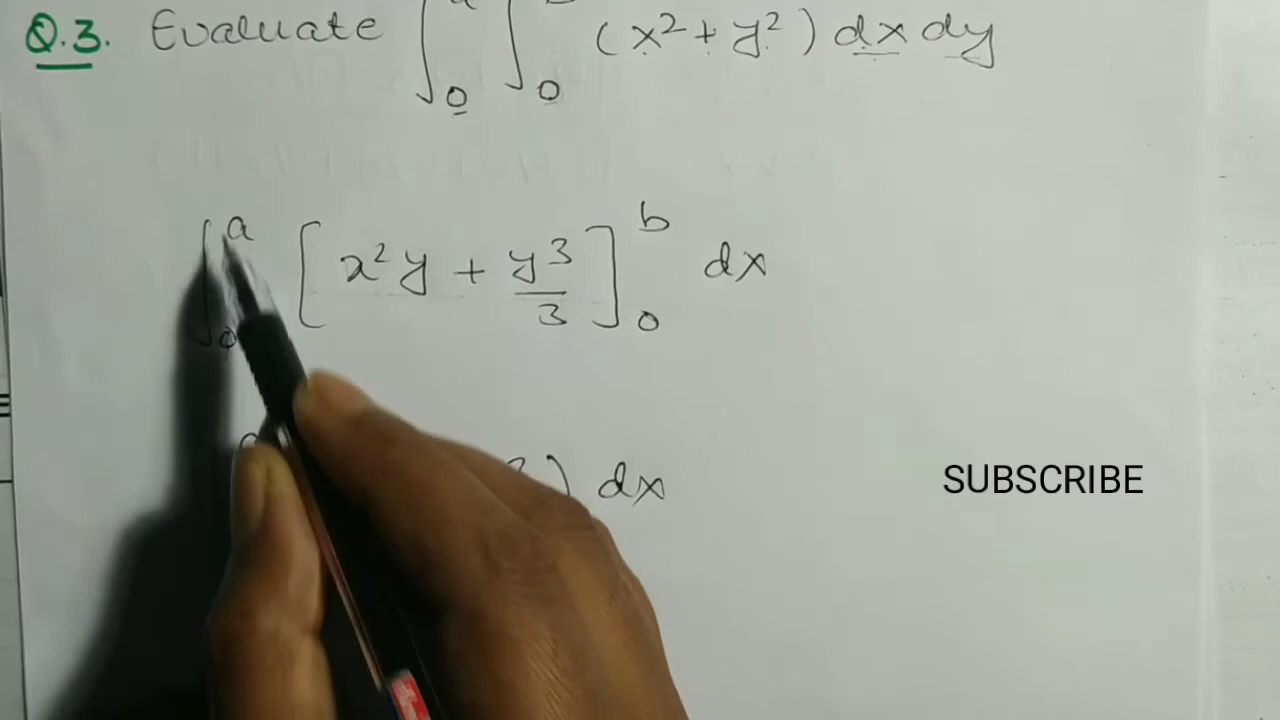 Q.3. Evaluate ∫₀ ∫₀ (x² + y²) dx dy
∫₀ᵃ [x²y + y³/3]₀ᵇ dx
) dx
SUBSCRIBE